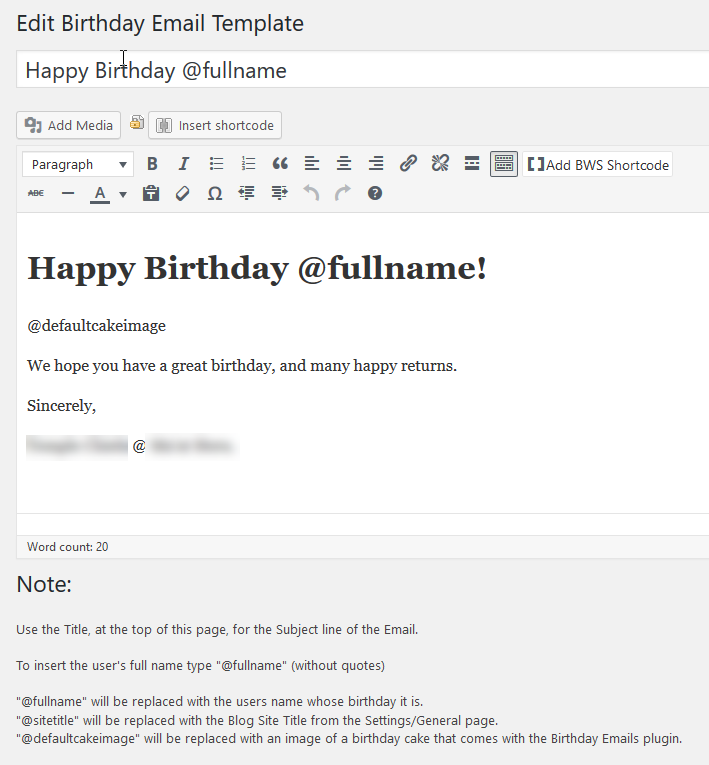 Edit Birthday Email Template
Happy Birthday @fullname
Add Media Insert shortcode
Paragraph B I Add BWS Shortcode
ABC A Ω
Happy Birthday @fullname!
@defaultcakeimage
We hope you have a great birthday, and many happy returns.
Sincerely,
@
Word count: 20
Note:
Use the Title, at the top of this page, for the Subject line of the Email.
To insert the user's full name type "@fullname" (without quotes)
"@fullname" will be replaced with the users name whose birthday it is.
"@sitetitle" will be replaced with the Blog Site Title from the Settings/General page.
"@defaultcakeimage" will be replaced with an image of a birthday cake that comes with the Birthday Emails plugin.